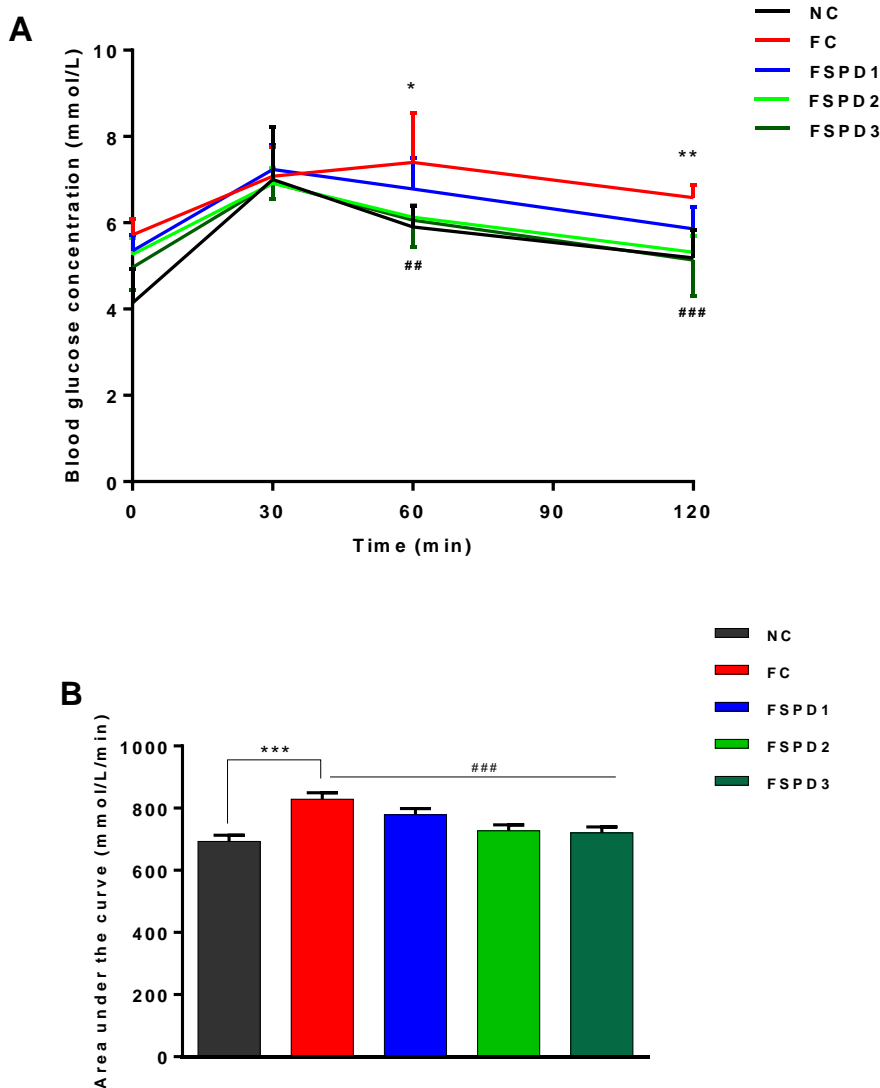 A
NC
FC
FSPD1
FSPD2
FSPD3
Blood glucose concentration (mmol/L)
10
8
6
4
2
0
*
**
##
###
0 30 60 90 120
Time (min)
B
NC
FC
FSPD1
FSPD2
FSPD3
Area under the curve (mmol/L/min)
1000
800
600
400
200
0
***
###